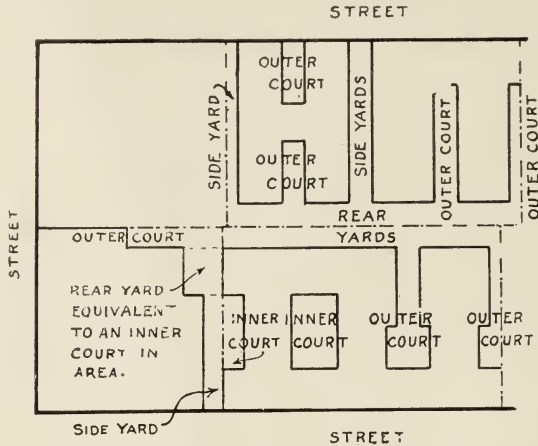 STREET
OUTER
COURT
SIDE YARD
SIDE YARDS
OUTER
COURT
OUTER COURT
OUTER COURT
REAR
YARDS
STREET
OUTER COURT
REAR YARD
EQUIVALENT
TO AN INNER
COURT IN
AREA.
INNER
COURT
INNER
COURT
OUTER
COURT
OUTER
COURT
SIDE YARD
STREET